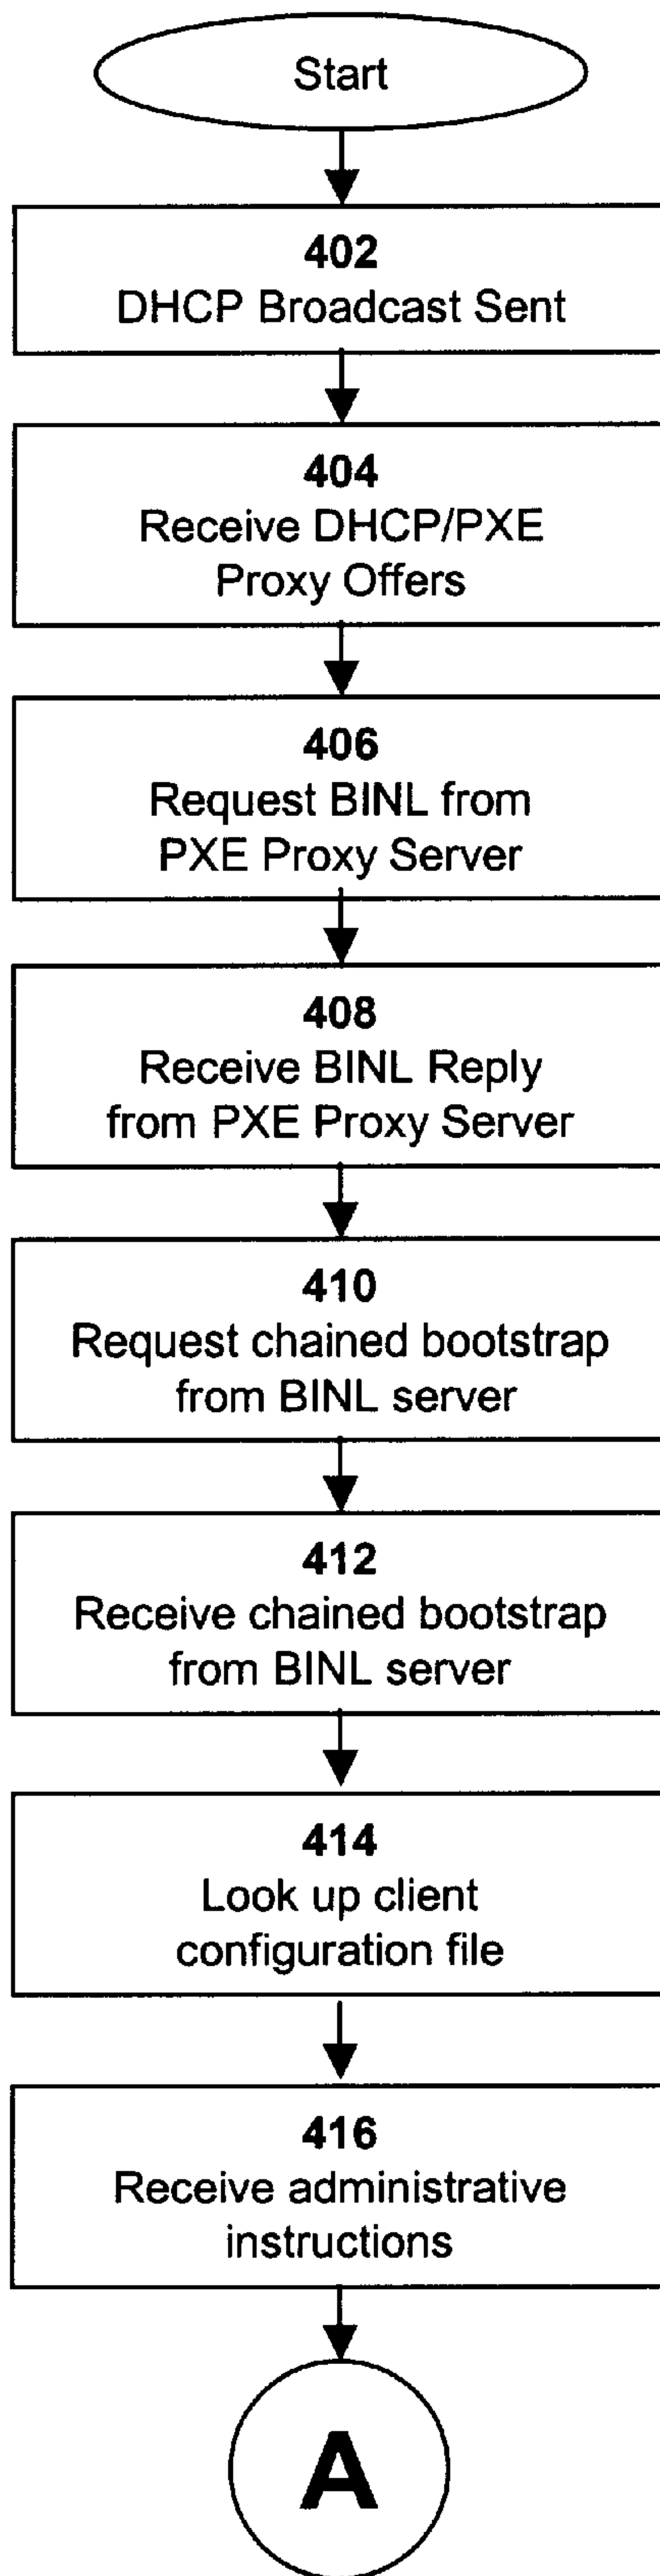 Start
402
DHCP Broadcast Sent
404
Receive DHCP/PXE
Proxy Offers
406
Request BINL from
PXE Proxy Server
408
Receive BINL Reply
from PXE Proxy Server
410
Request chained bootstrap
from BINL server
412
Receive chained bootstrap
from BINL server
414
Look up client
configuration file
416
Receive administrative
instructions
A